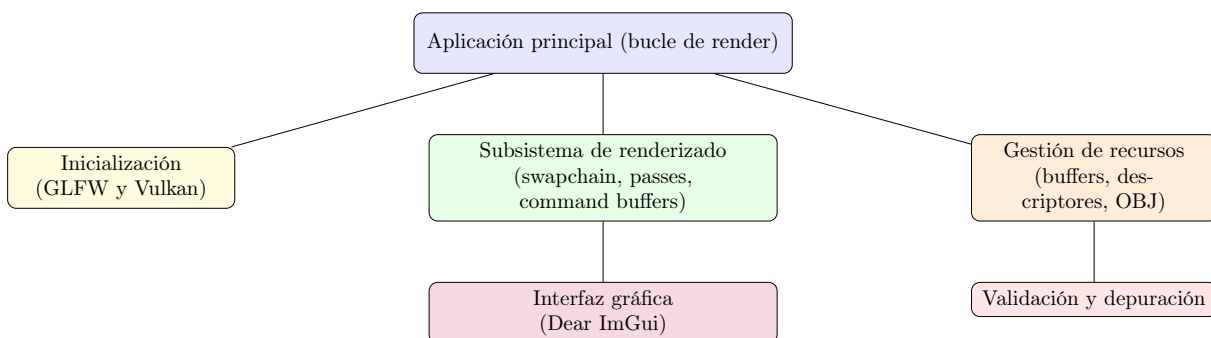 Aplicación principal (bucle de render)
Inicialización
(GLFW y Vulkan)
Subsistema de renderizado
(swapchain, passes,
command buffers)
Gestión de recursos
(buffers, des-
criptores, OBJ)
Interfaz gráfica
(Dear ImGui)
Validación y depuración